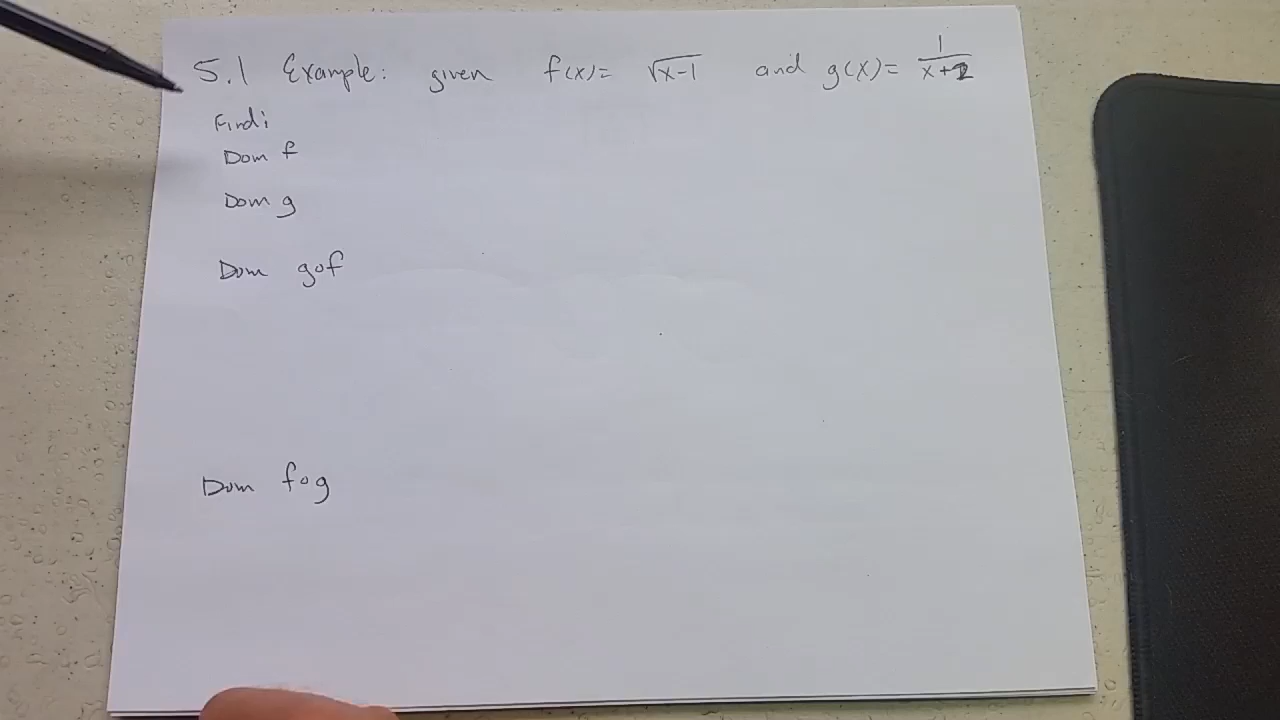 5.1 Example: given f(x)= √x-1 and g(x)= 1/x+2
Find:
Dom f
Dom g
Dom gof
Dom fog